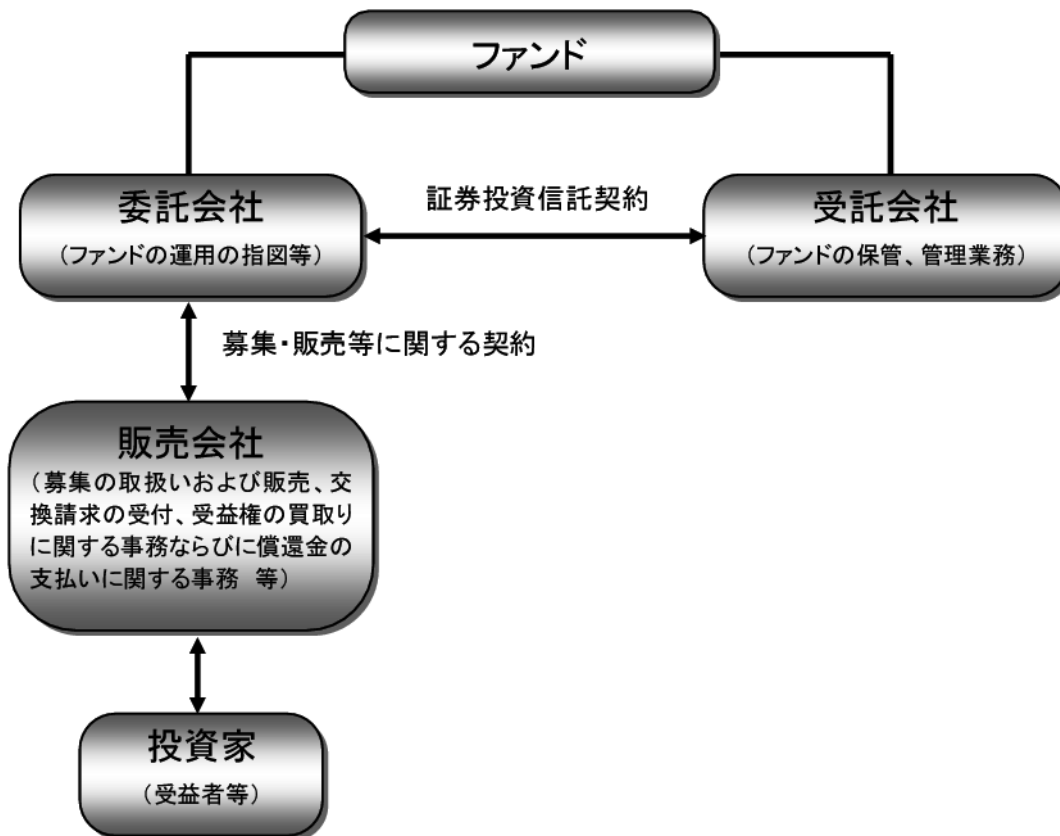 ファンド
委託会社
（ファンドの運用の指図等）
証券投資信託契約
受託会社
（ファンドの保管、管理業務）
募集・販売等に関する契約
販売会社
（募集の取扱いおよび販売、交
換請求の受付、受益権の買取り
に関する事務ならびに償還金の
支払いに関する事務　等）
投資家
（受益者等）